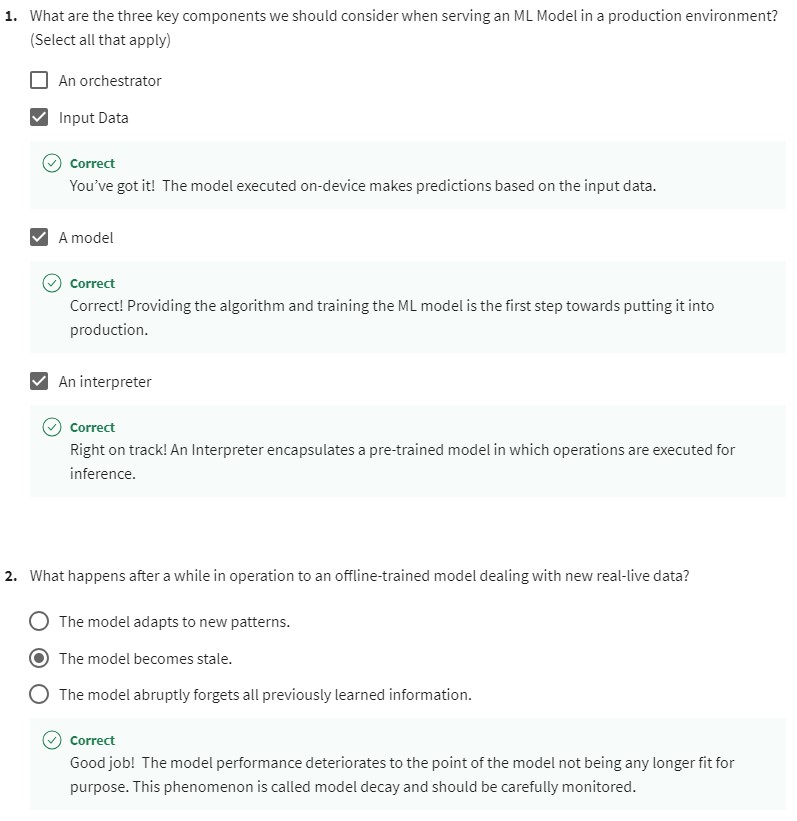 1. What are the three key components we should consider when serving an ML Model in a production environment?
(Select all that apply)
An orchestrator
Input Data
Correct
You've got it! The model executed on-device makes predictions based on the input data.
A model
Correct
Correct! Providing the algorithm and training the ML model is the first step towards putting it into
production.
An interpreter
Correct
Right on track! An Interpreter encapsulates a pre-trained model in which operations are executed for
inference.
2. What happens after a while in operation to an offline-trained model dealing with new real-live data?
The model adapts to new patterns.
The model becomes stale.
The model abruptly forgets all previously learned information.
Correct
Good job! The model performance deteriorates to the point of the model not being any longer fit for
purpose. This phenomenon is called model decay and should be carefully monitored.